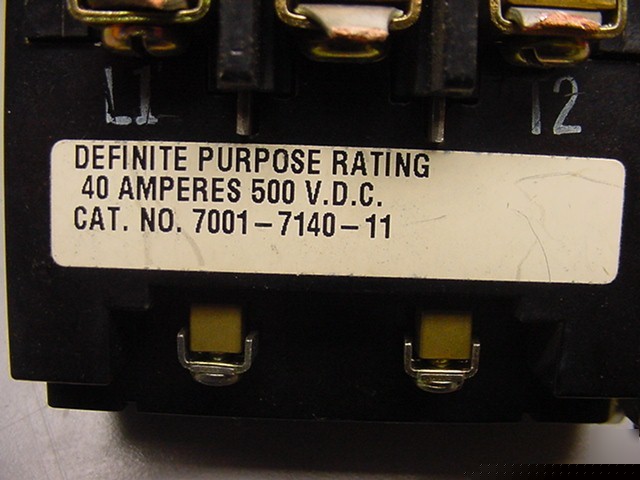 L1
T2
DEFINITE PURPOSE RATING
40 AMPERES 500 V.D.C.
CAT. NO. 7001-7140-11